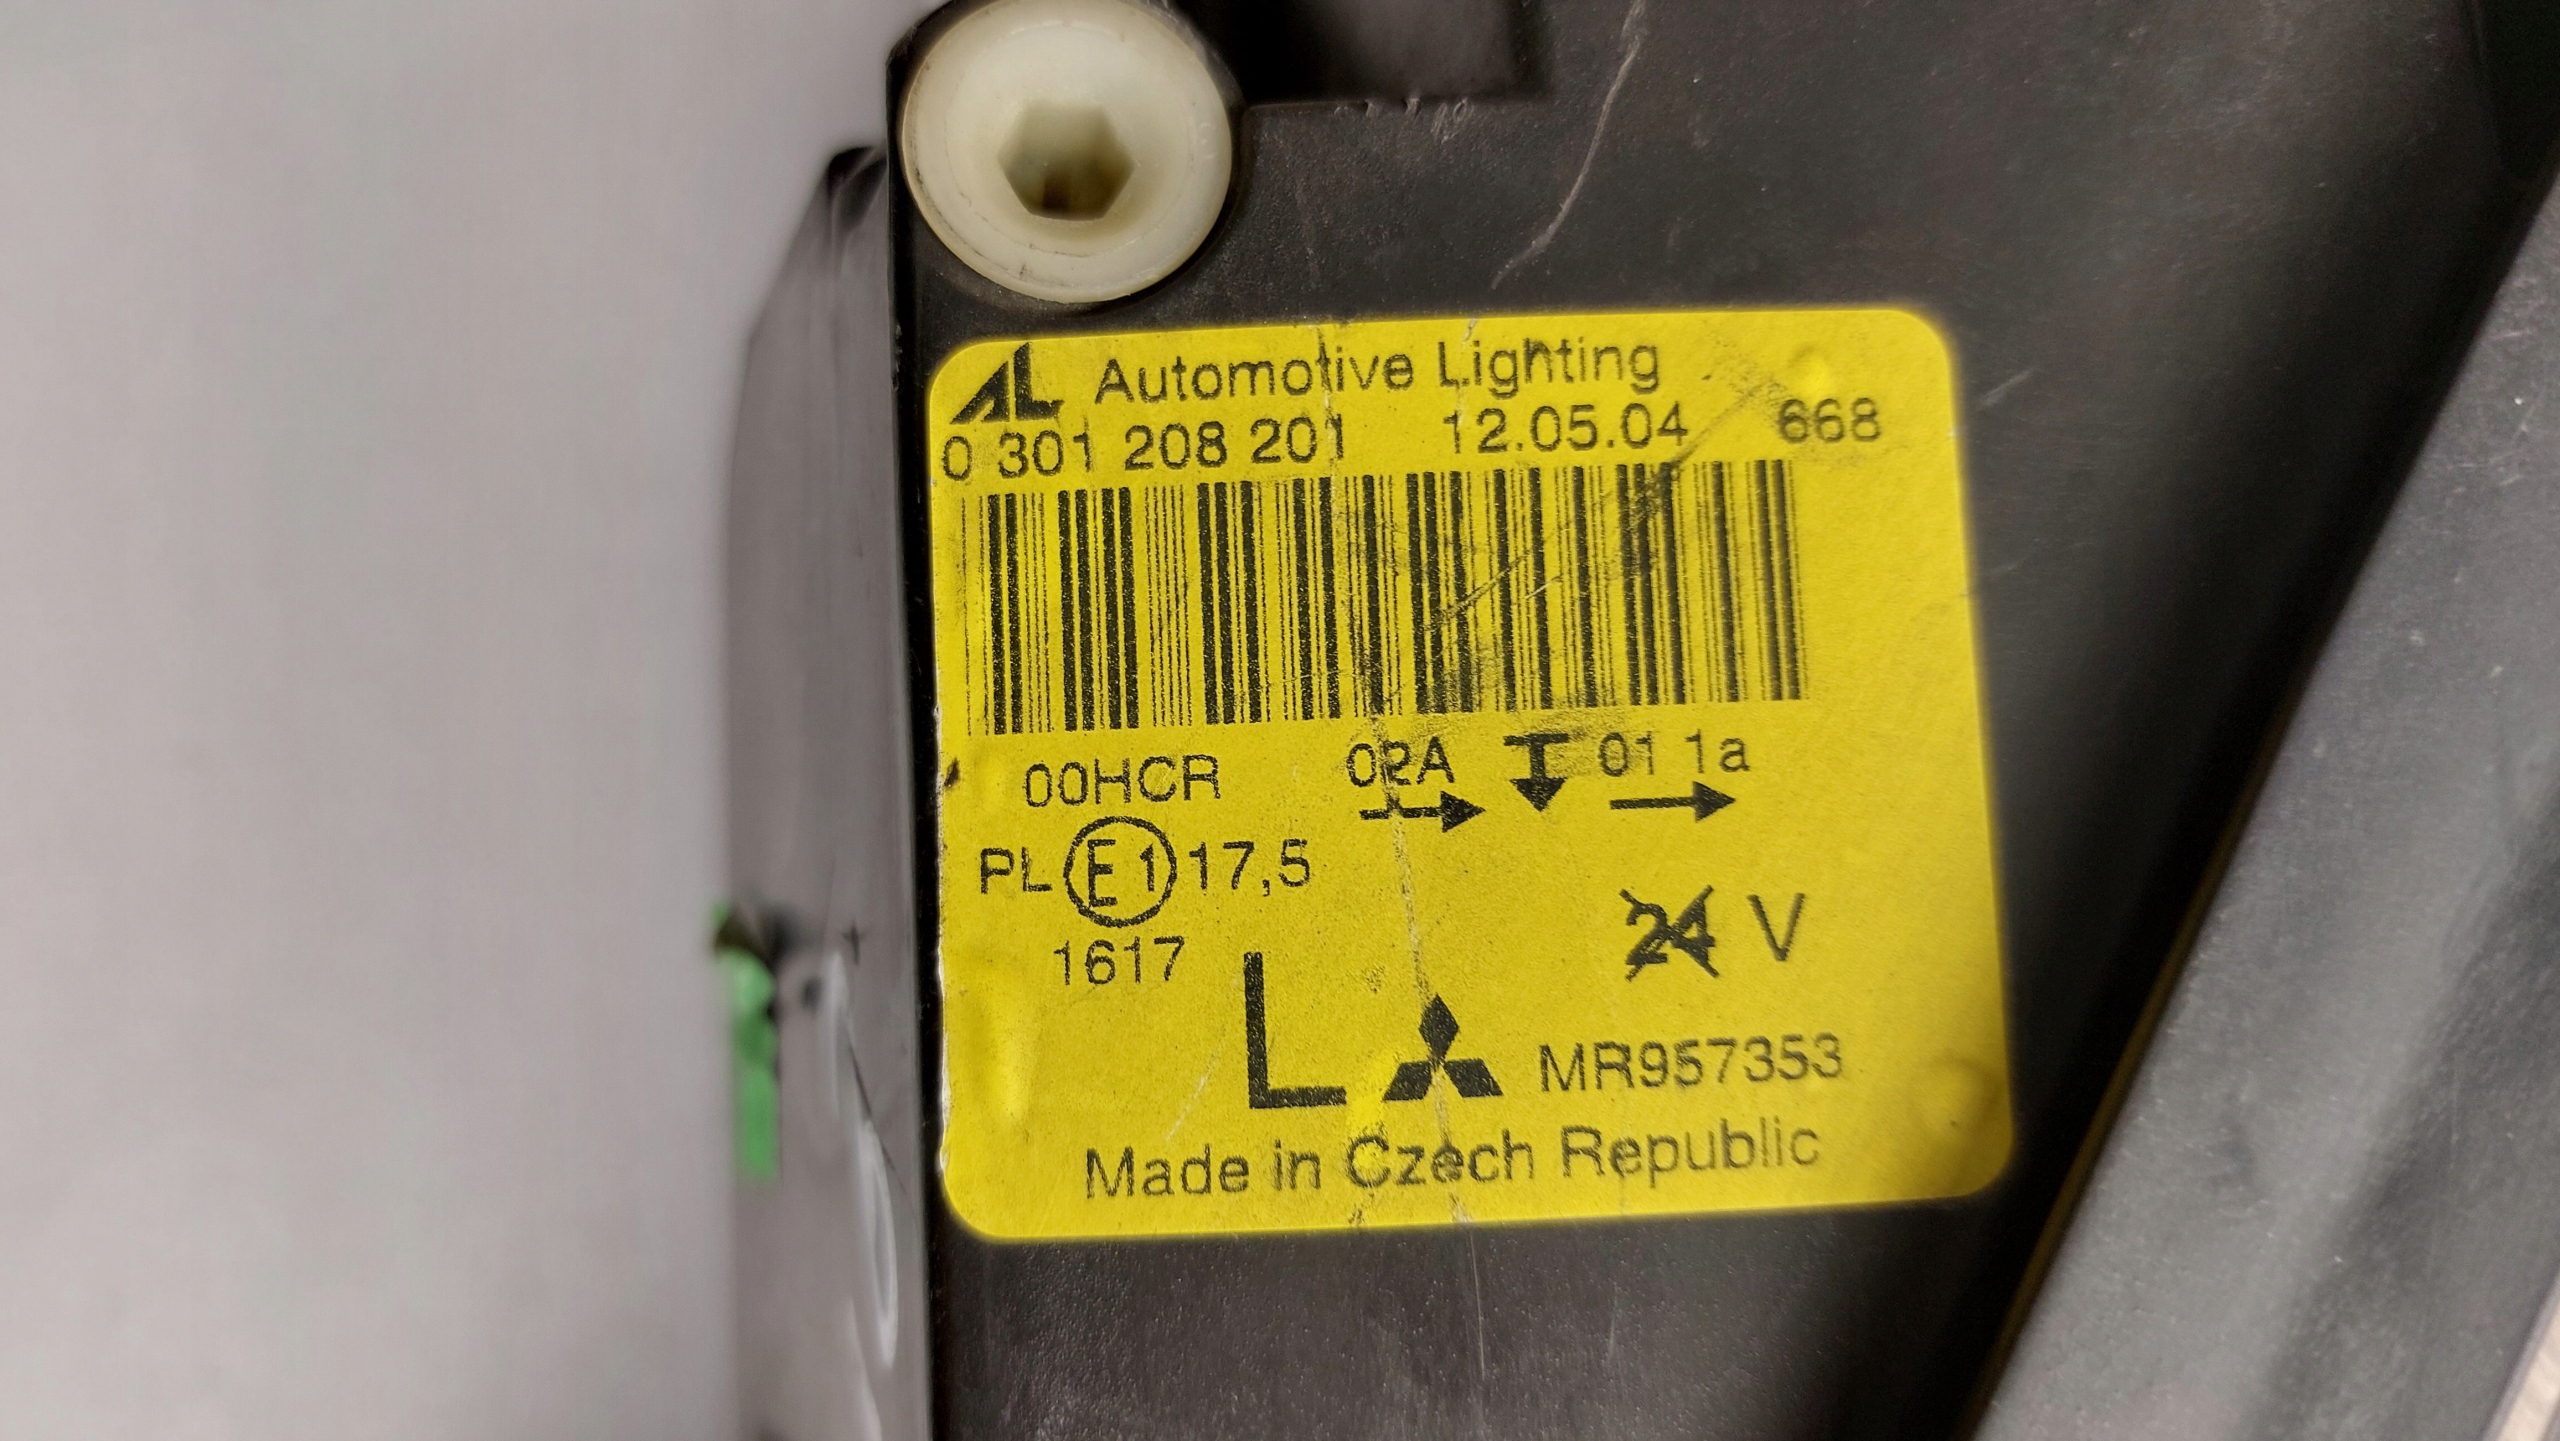 AL Automotive Lighting
0 301 208 201 12.05.04 668
00HCR 02A 01 1a
PL E1 17,5
24 V
1617
L MR957353
Made in Czech Republic